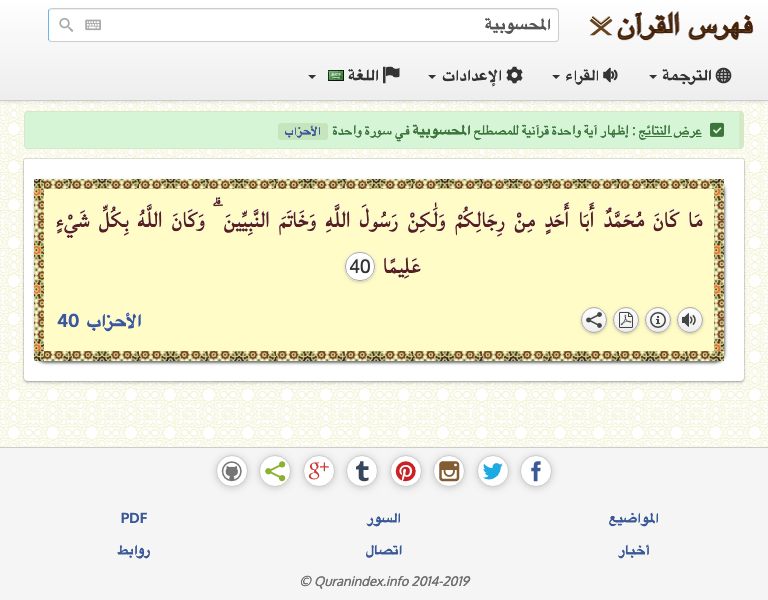 فهرس القرآن
المحسوبية
الترجمة القراء الإعدادات اللغة
عرض النتائج : إظهار آية واحدة قرآنية للمصطلح المحسوبية في سورة واحدة الأحزاب
مَا كَانَ مُحَمَّدٌ أَبَا أَحَدٍ مِنْ رِجَالِكُمْ وَلَٰكِنْ رَسُولَ اللَّهِ وَخَاتَمَ النَّبِيِّينَ ۗ وَكَانَ اللَّهُ بِكُلِّ شَيْءٍ
عَلِيمًا 40
الأحزاب 40
المواضيع السور PDF
أخبار اتصال روابط
© Quranindex.info 2014-2019